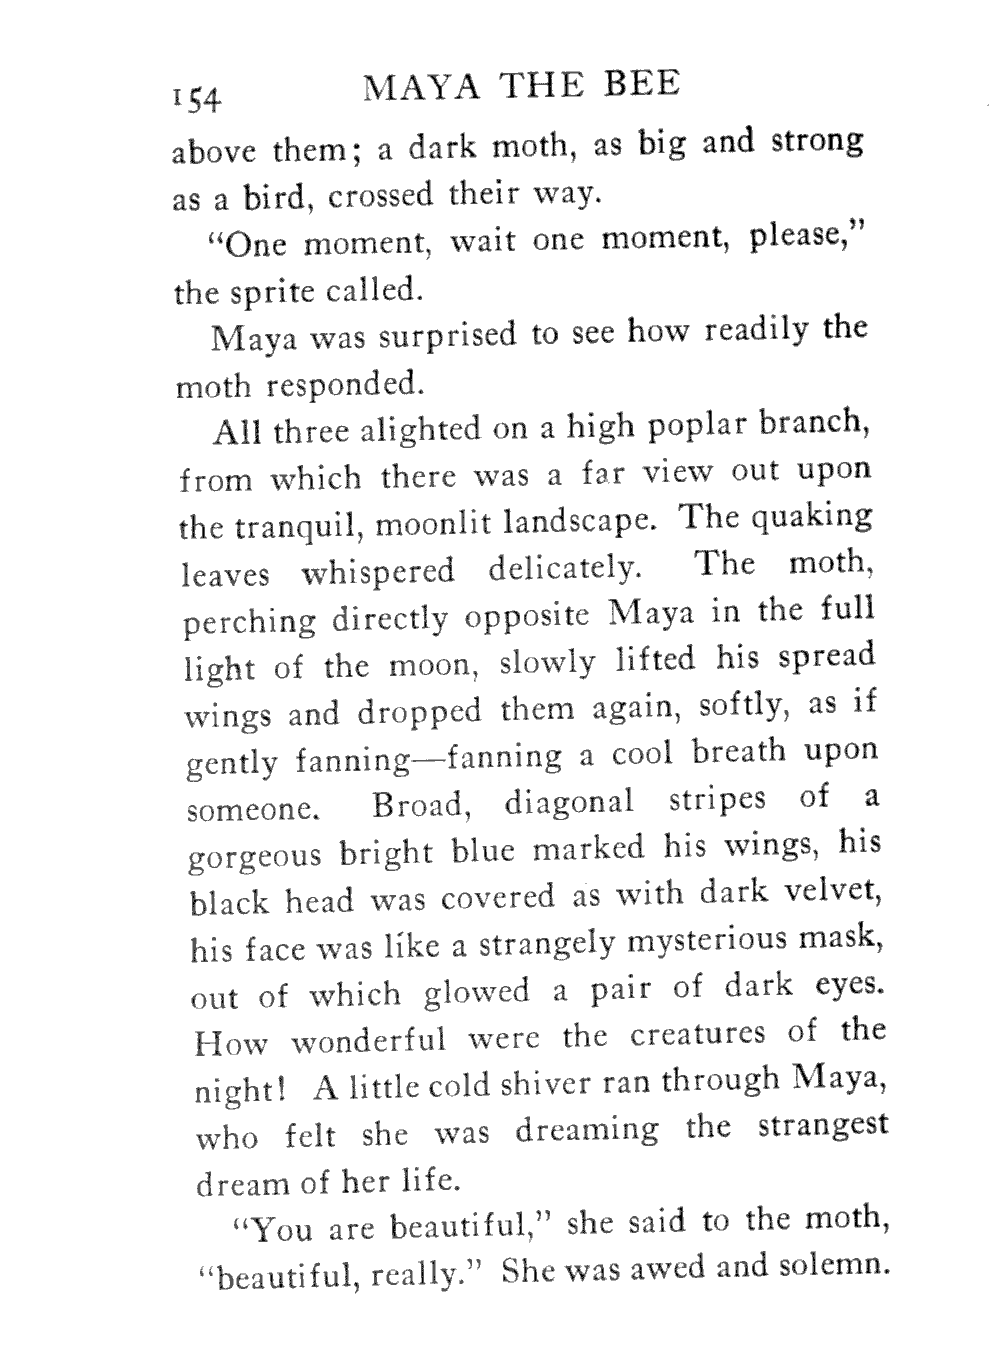 154 MAYA THE BEE
above them; a dark moth, as big and strong
as a bird, crossed their way.
“One moment, wait one moment, please,”
the sprite called.
Maya was surprised to see how readily the
moth responded.
All three alighted on a high poplar branch,
from which there was a far view out upon
the tranquil, moonlit landscape. The quaking
leaves whispered delicately. The moth,
perching directly opposite Maya in the full
light of the moon, slowly lifted his spread
wings and dropped them again, softly, as if
gently fanning—fanning a cool breath upon
someone. Broad, diagonal stripes of a
gorgeous bright blue marked his wings, his
black head was covered as with dark velvet,
his face was like a strangely mysterious mask,
out of which glowed a pair of dark eyes.
How wonderful were the creatures of the
night! A little cold shiver ran through Maya,
who felt she was dreaming the strangest
dream of her life.
“You are beautiful,” she said to the moth,
“beautiful, really.” She was awed and solemn.